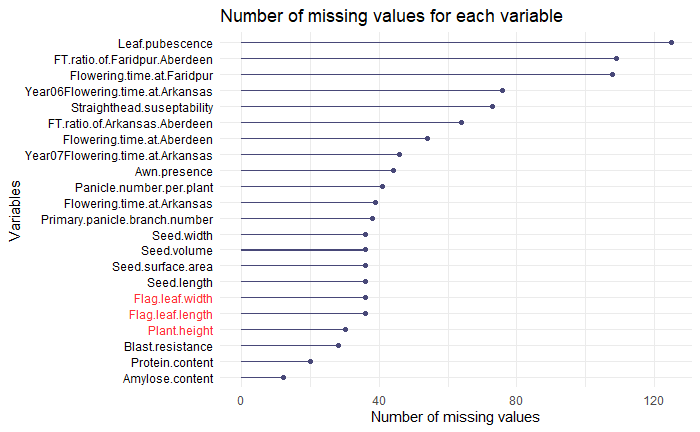 Number of missing values for each variable
Variables
Leaf.pubescence
FT.ratio.of.Faridpur.Aberdeen
Flowering.time.at.Faridpur
Year06Flowering.time.at.Arkansas
Straighthead.suseptability
FT.ratio.of.Arkansas.Aberdeen
Flowering.time.at.Aberdeen
Year07Flowering.time.at.Arkansas
Awn.presence
Panicle.number.per.plant
Flowering.time.at.Arkansas
Primary.panicle.branch.number
Seed.width
Seed.volume
Seed.surface.area
Seed.length
Flag.leaf.width
Flag.leaf.length
Plant.height
Blast.resistance
Protein.content
Amylose.content
0 40 80 120
Number of missing values